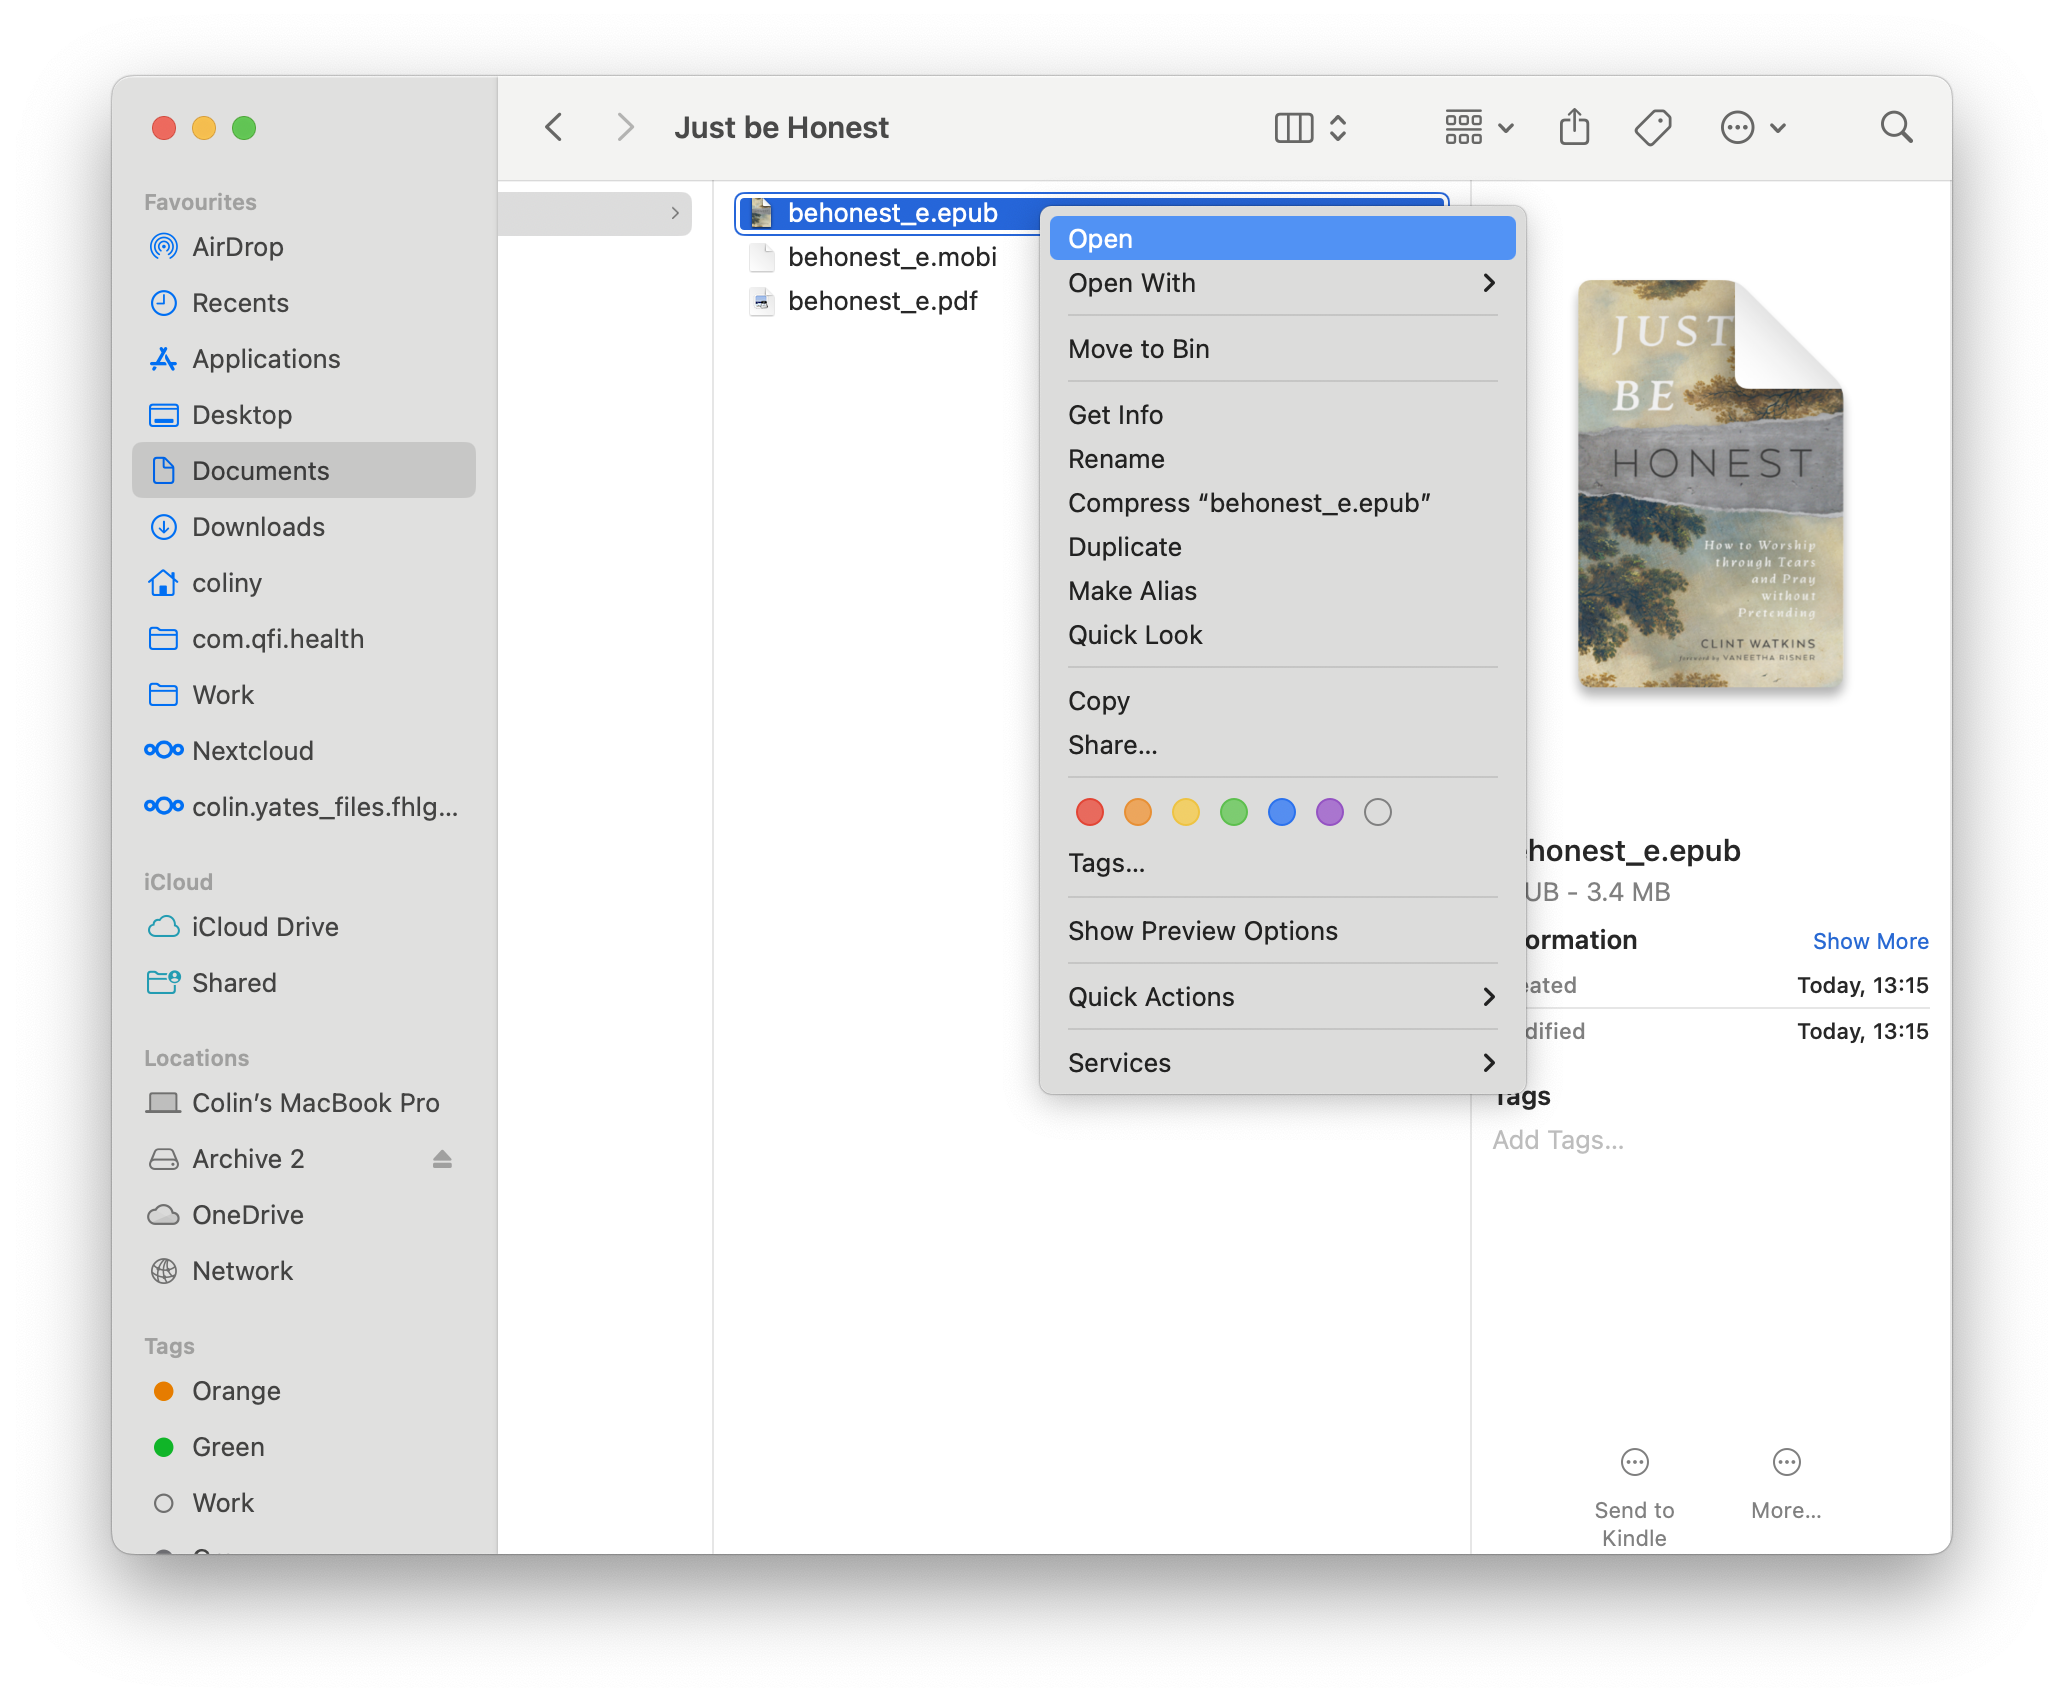 Just be Honest
Favourites
AirDrop
Recents
Applications
Desktop
Documents
Downloads
coliny
com.qfi.health
Work
Nextcloud
colin.yates_files.fhlg...
iCloud
iCloud Drive
Shared
Locations
Colin's MacBook Pro
Archive 2
OneDrive
Network
Tags
Orange
Green
Work
behonest_e.epub
behonest_e.mobi
behonest_e.pdf
Open
Open With
Move to Bin
Get Info
Rename
Compress “behonest_e.epub”
Duplicate
Make Alias
Quick Look
Copy
Share...
Tags...
Show Preview Options
Quick Actions
Services
JUST
BE
HONEST
How to Worship
through Tears
and Pray
without
Pretending
CLINT WATKINS
foreword by VANEETHA RISNER
honest_e.epub
UB - 3.4 MB
ormation
Show More
eated
Today, 13:15
dified
Today, 13:15
Tags
Add Tags...
Send to
Kindle
More...